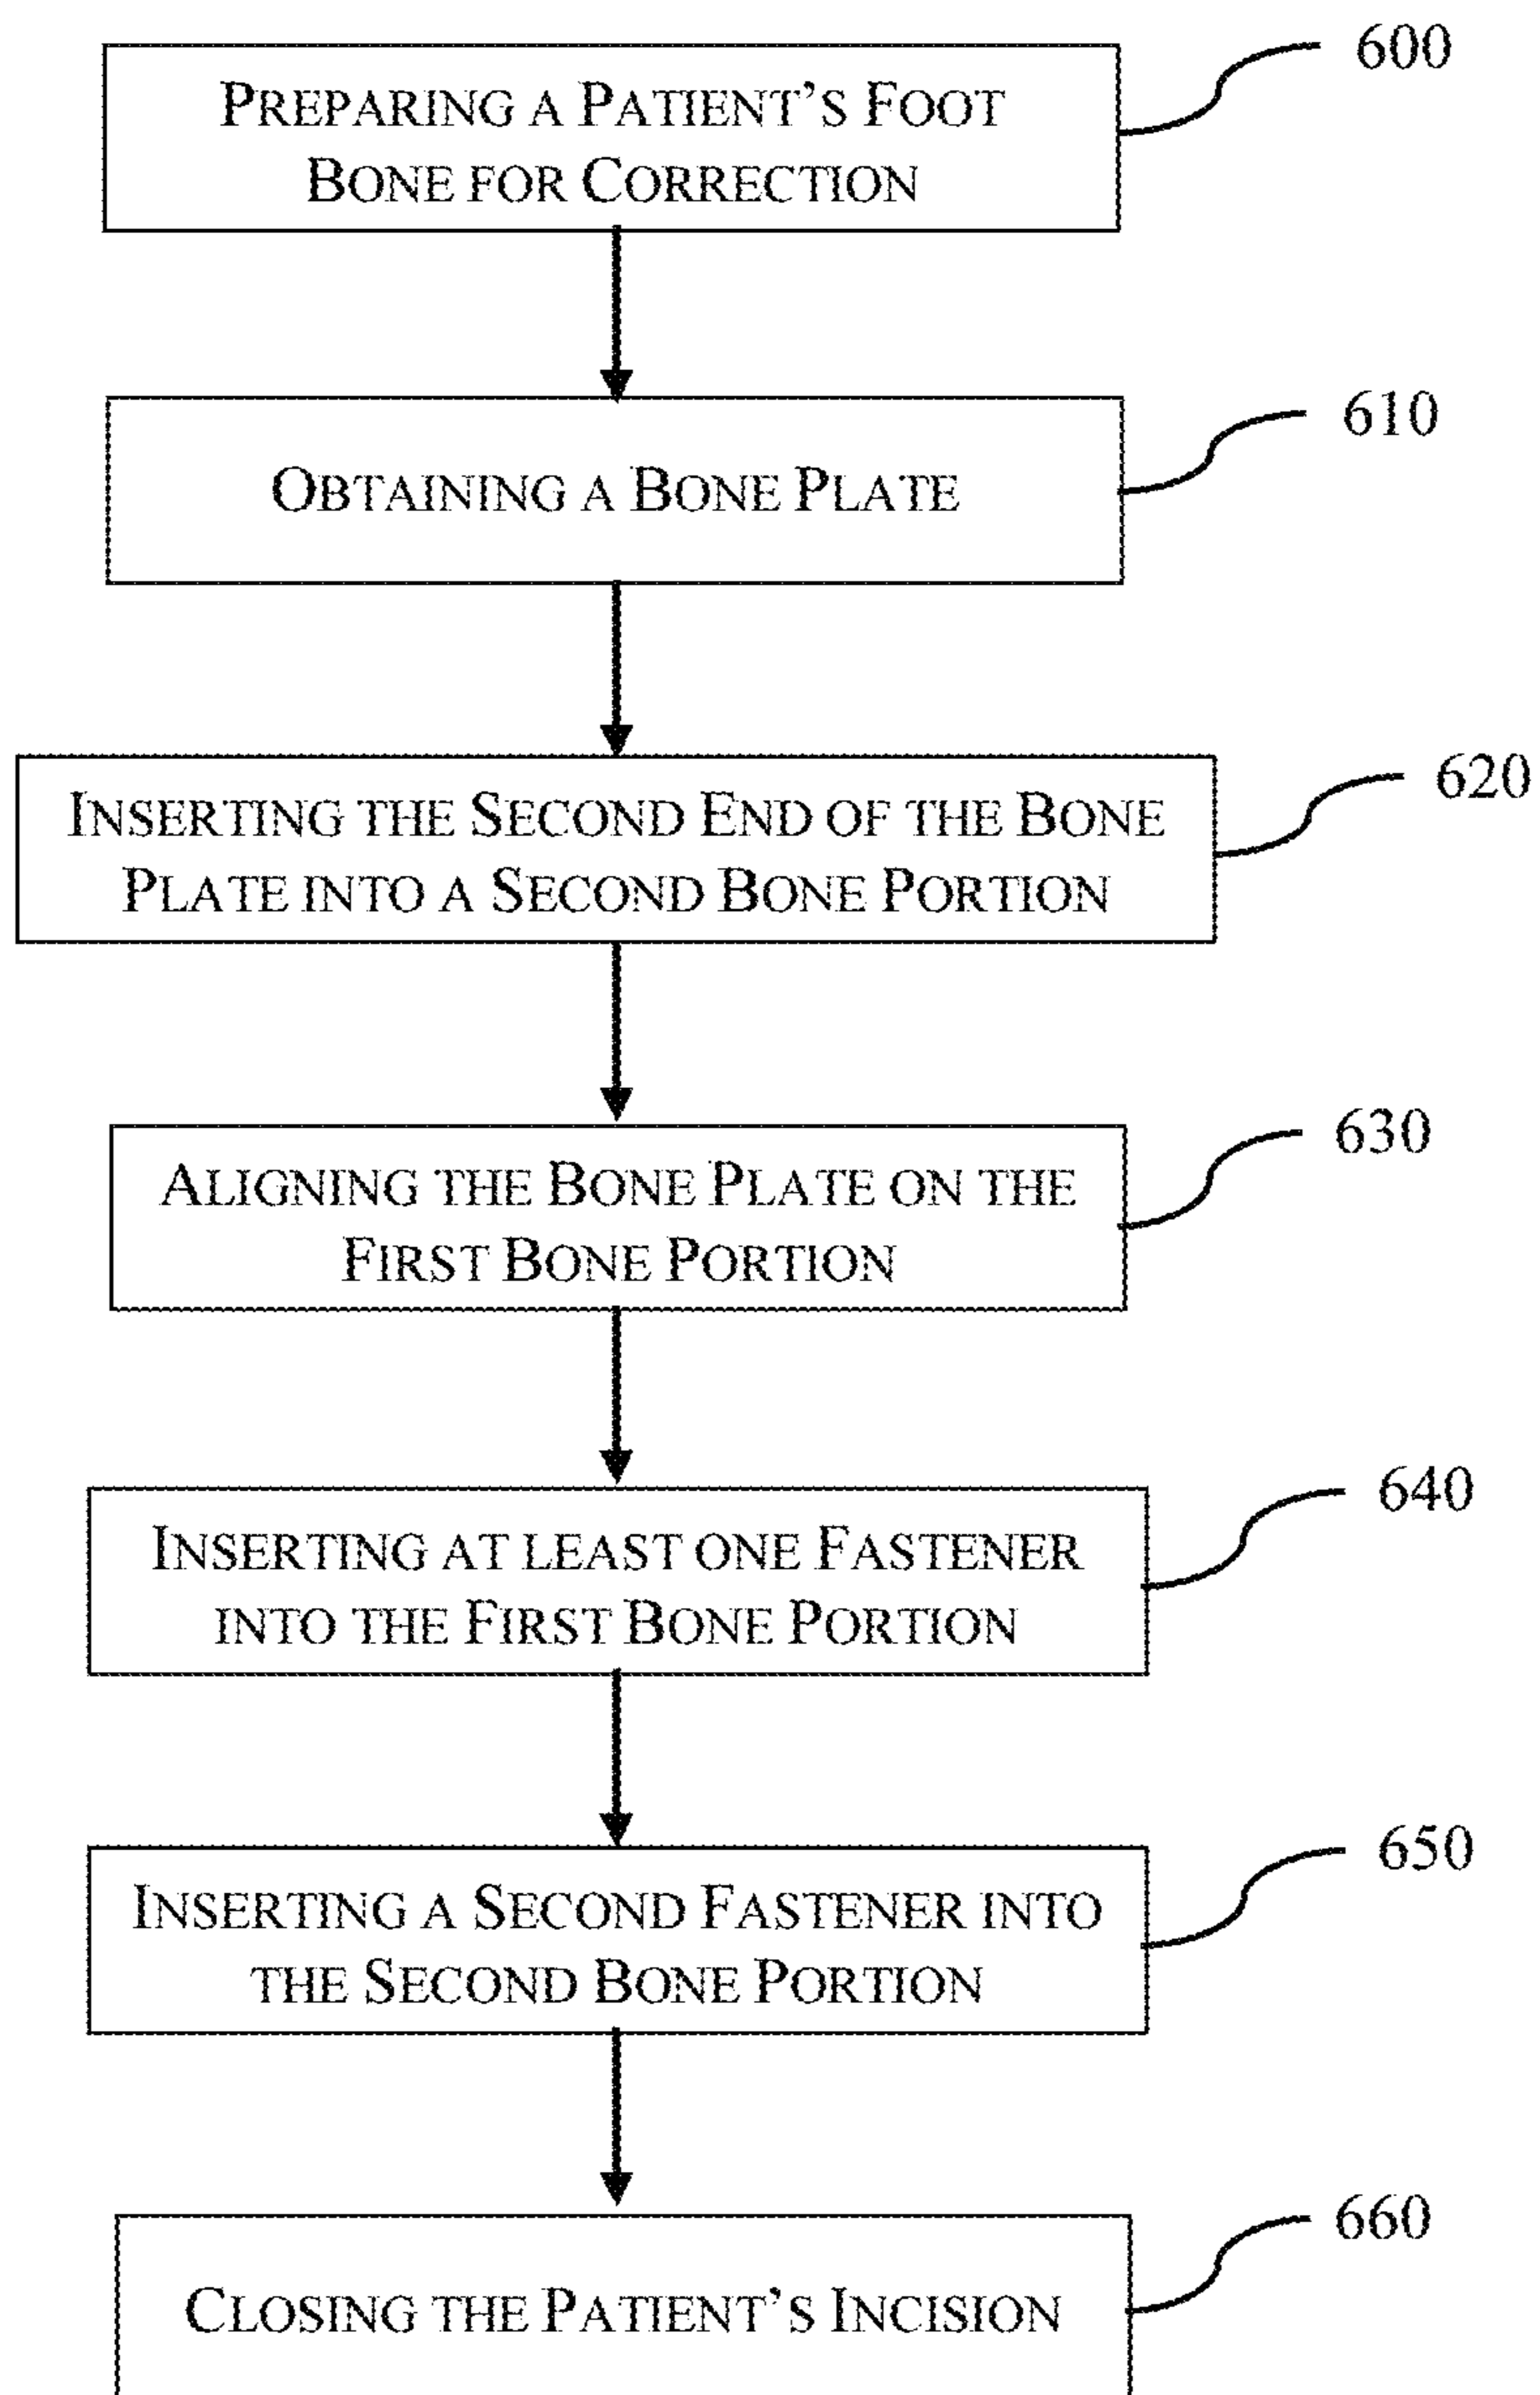 PREPARING A PATIENT'S FOOT
BONE FOR CORRECTION
600
OBTAINING A BONE PLATE
610
INSERTING THE SECOND END OF THE BONE
PLATE INTO A SECOND BONE PORTION
620
ALIGNING THE BONE PLATE ON THE
FIRST BONE PORTION
630
INSERTING AT LEAST ONE FASTENER
INTO THE FIRST BONE PORTION
640
INSERTING A SECOND FASTENER INTO
THE SECOND BONE PORTION
650
CLOSING THE PATIENT'S INCISION
660